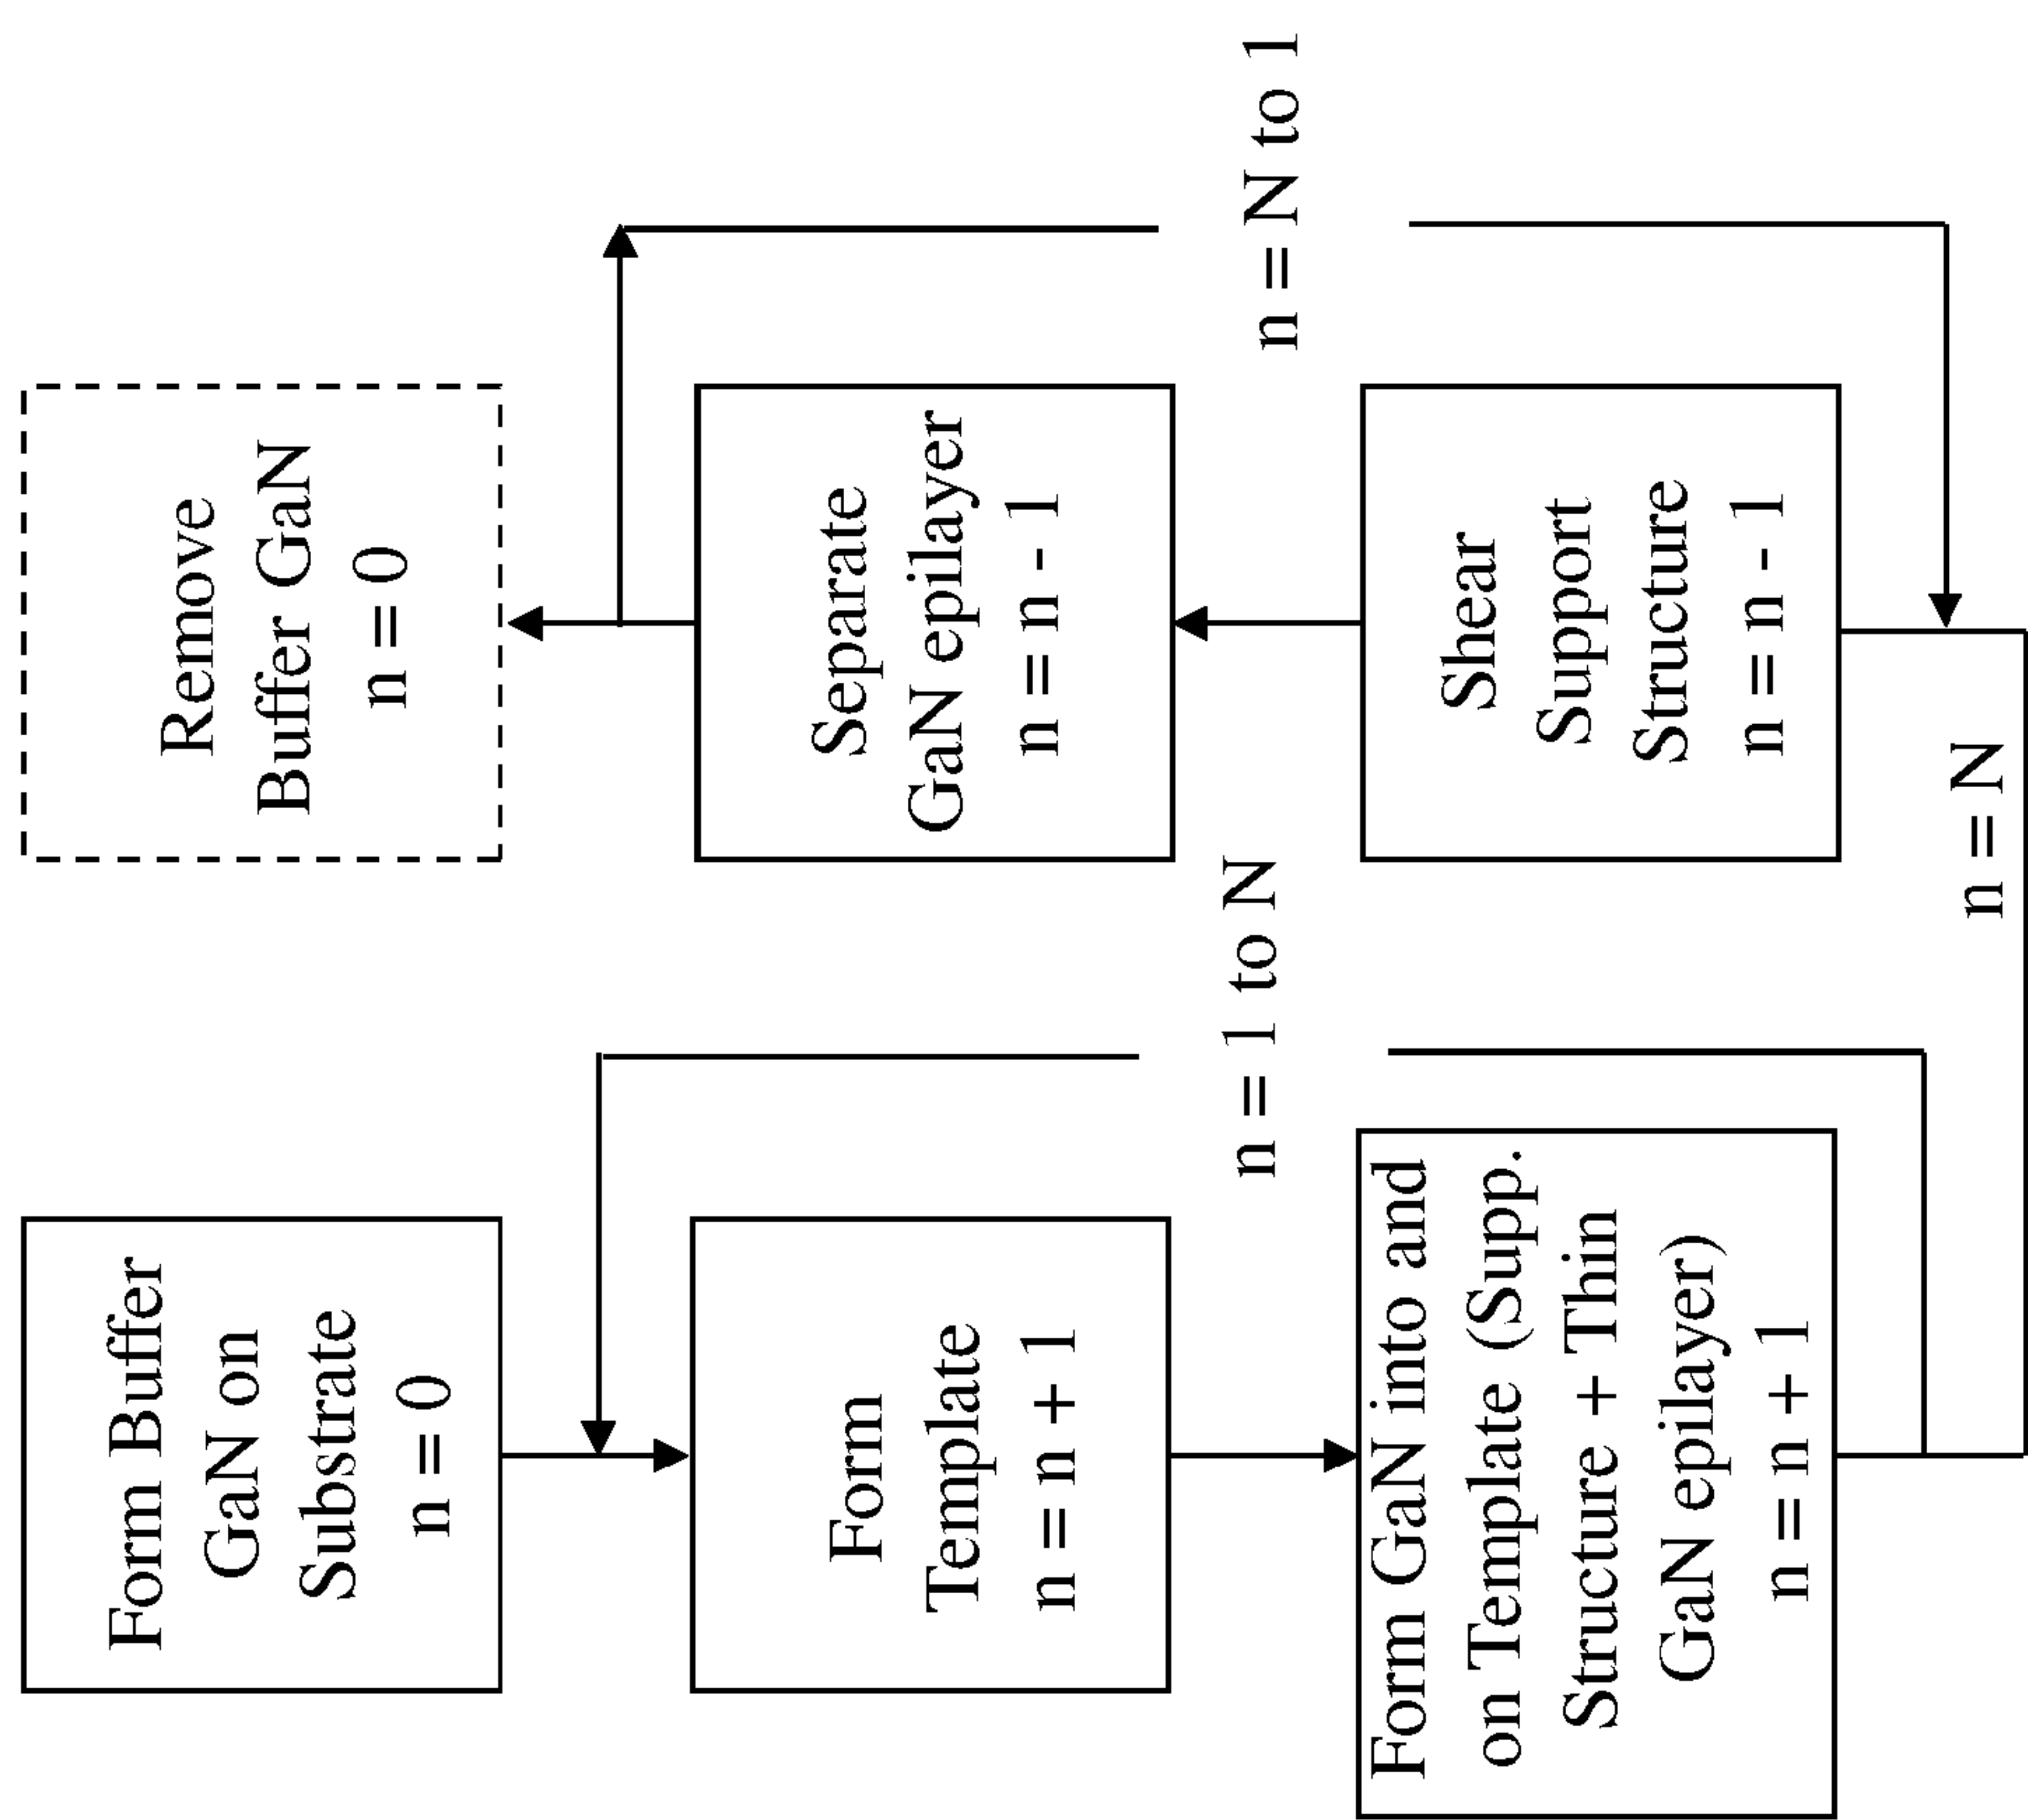 Form Buffer
GaN on
Substrate
n = 0
Form
Template
n = n + 1
Form GaN into and
on Template (Supp.
Structure + Thin
GaN epilayer)
n = n + 1
n = 1 to N
n = N
Shear
Support
Structure
n = n - 1
Separate
GaN epilayer
n = n - 1
n = N to 1
Remove
Buffer GaN
n = 0